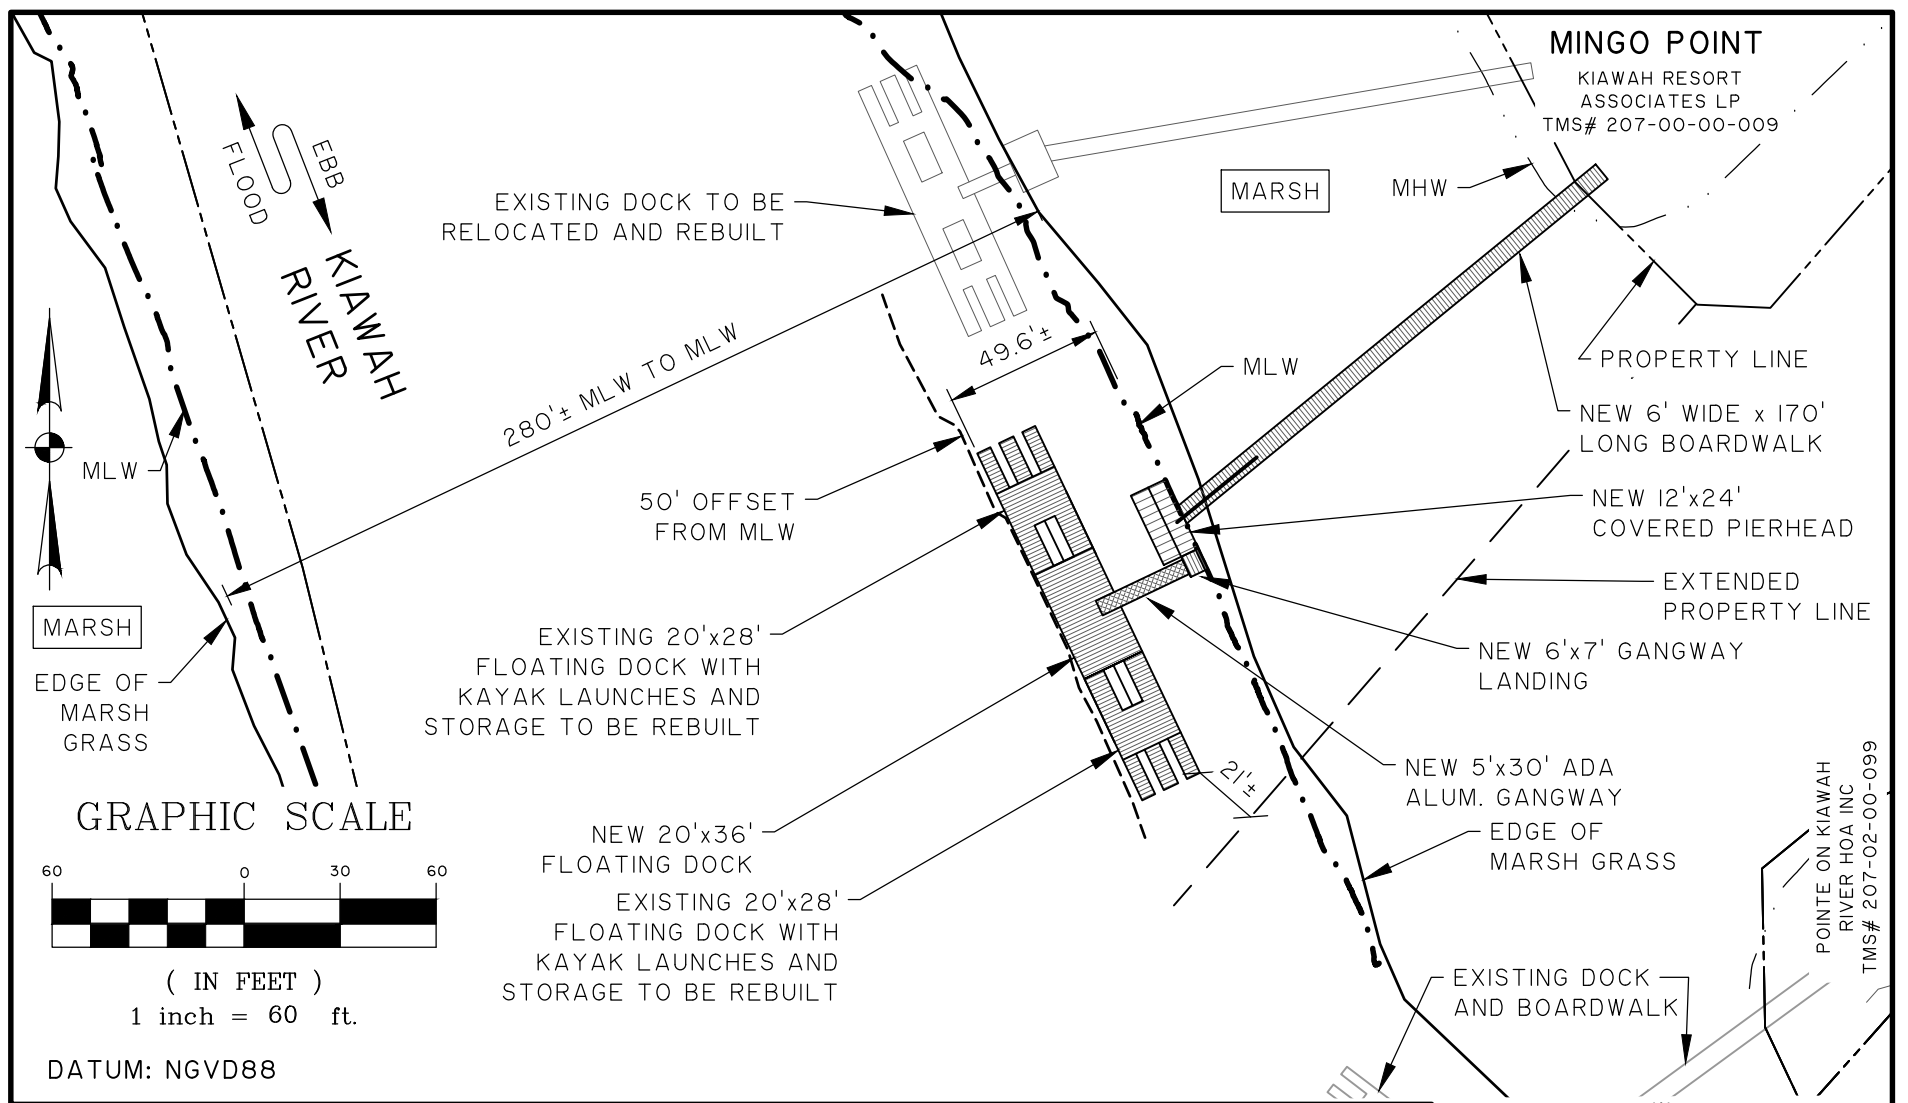 MINGO POINT
KIAWAH RESORT
ASSOCIATES LP
TMS# 207-00-00-009
FLOOD
EBB
KIAWAH
RIVER
EXISTING DOCK TO BE
RELOCATED AND REBUILT
MARSH
MHW
280'± MLW TO MLW
49.6'±
MLW
PROPERTY LINE
NEW 6' WIDE x 170'
LONG BOARDWALK
MLW
50' OFFSET
FROM MLW
NEW 12'x24'
COVERED PIERHEAD
EXTENDED
PROPERTY LINE
MARSH
EDGE OF
MARSH
GRASS
EXISTING 20'x28'
FLOATING DOCK WITH
KAYAK LAUNCHES AND
STORAGE TO BE REBUILT
NEW 6'x7' GANGWAY
LANDING
NEW 5'x30' ADA
ALUM. GANGWAY
21'±
NEW 20'x36'
FLOATING DOCK
EDGE OF
MARSH GRASS
EXISTING 20'x28'
FLOATING DOCK WITH
KAYAK LAUNCHES AND
STORAGE TO BE REBUILT
POINTE ON KIAWAH
RIVER HOA INC
TMS# 207-02-00-099
EXISTING DOCK
AND BOARDWALK
GRAPHIC SCALE
60 0 30 60
( IN FEET )
1 inch = 60 ft.
DATUM: NGVD88